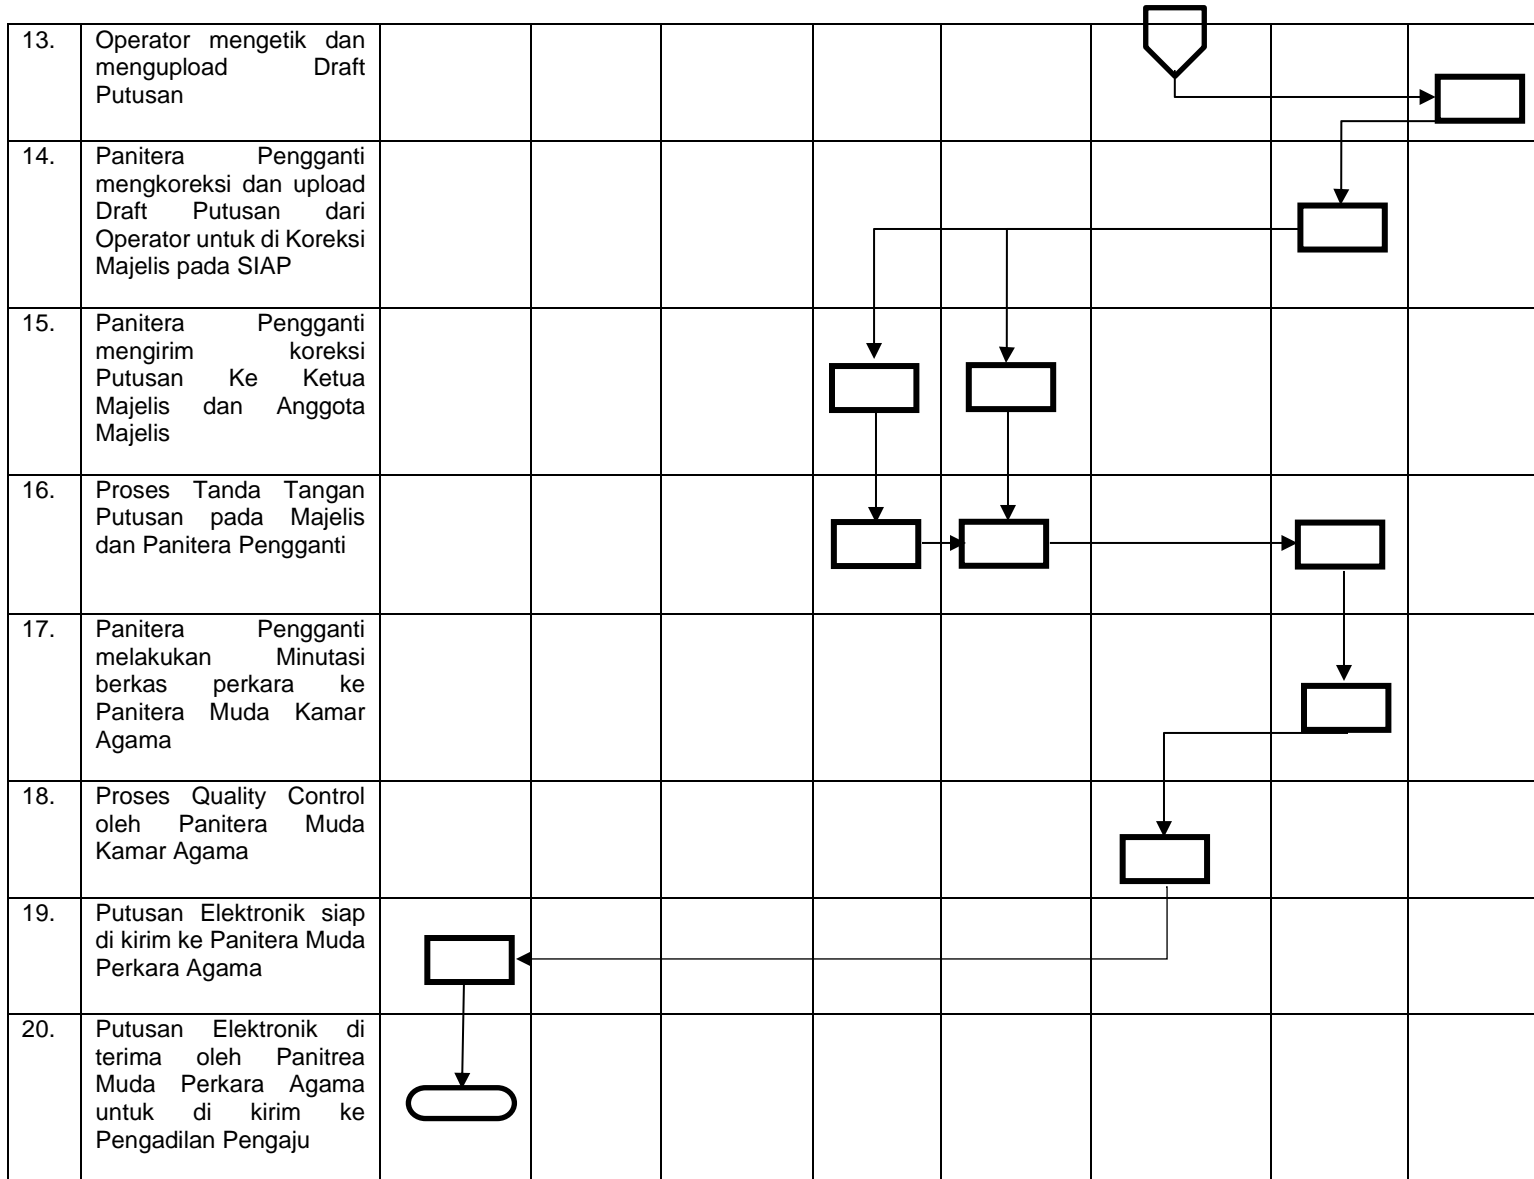 13. Operator mengetik dan
mengupload Draft
Putusan
14. Panitera Pengganti
mengkoreksi dan upload
Draft Putusan dari
Operator untuk di Koreksi
Majelis pada SIAP
15. Panitera Pengganti
mengirim koreksi
Putusan Ke Ketua
Majelis dan Anggota
Majelis
16. Proses Tanda Tangan
Putusan pada Majelis
dan Panitera Pengganti
17. Panitera Pengganti
melakukan Minutasi
berkas perkara ke
Panitera Muda Kamar
Agama
18. Proses Quality Control
oleh Panitera Muda
Kamar Agama
19. Putusan Elektronik siap
di kirim ke Panitera Muda
Perkara Agama
20. Putusan Elektronik di
terima oleh Panitrea
Muda Perkara Agama
untuk di kirim ke
Pengadilan Pengaju